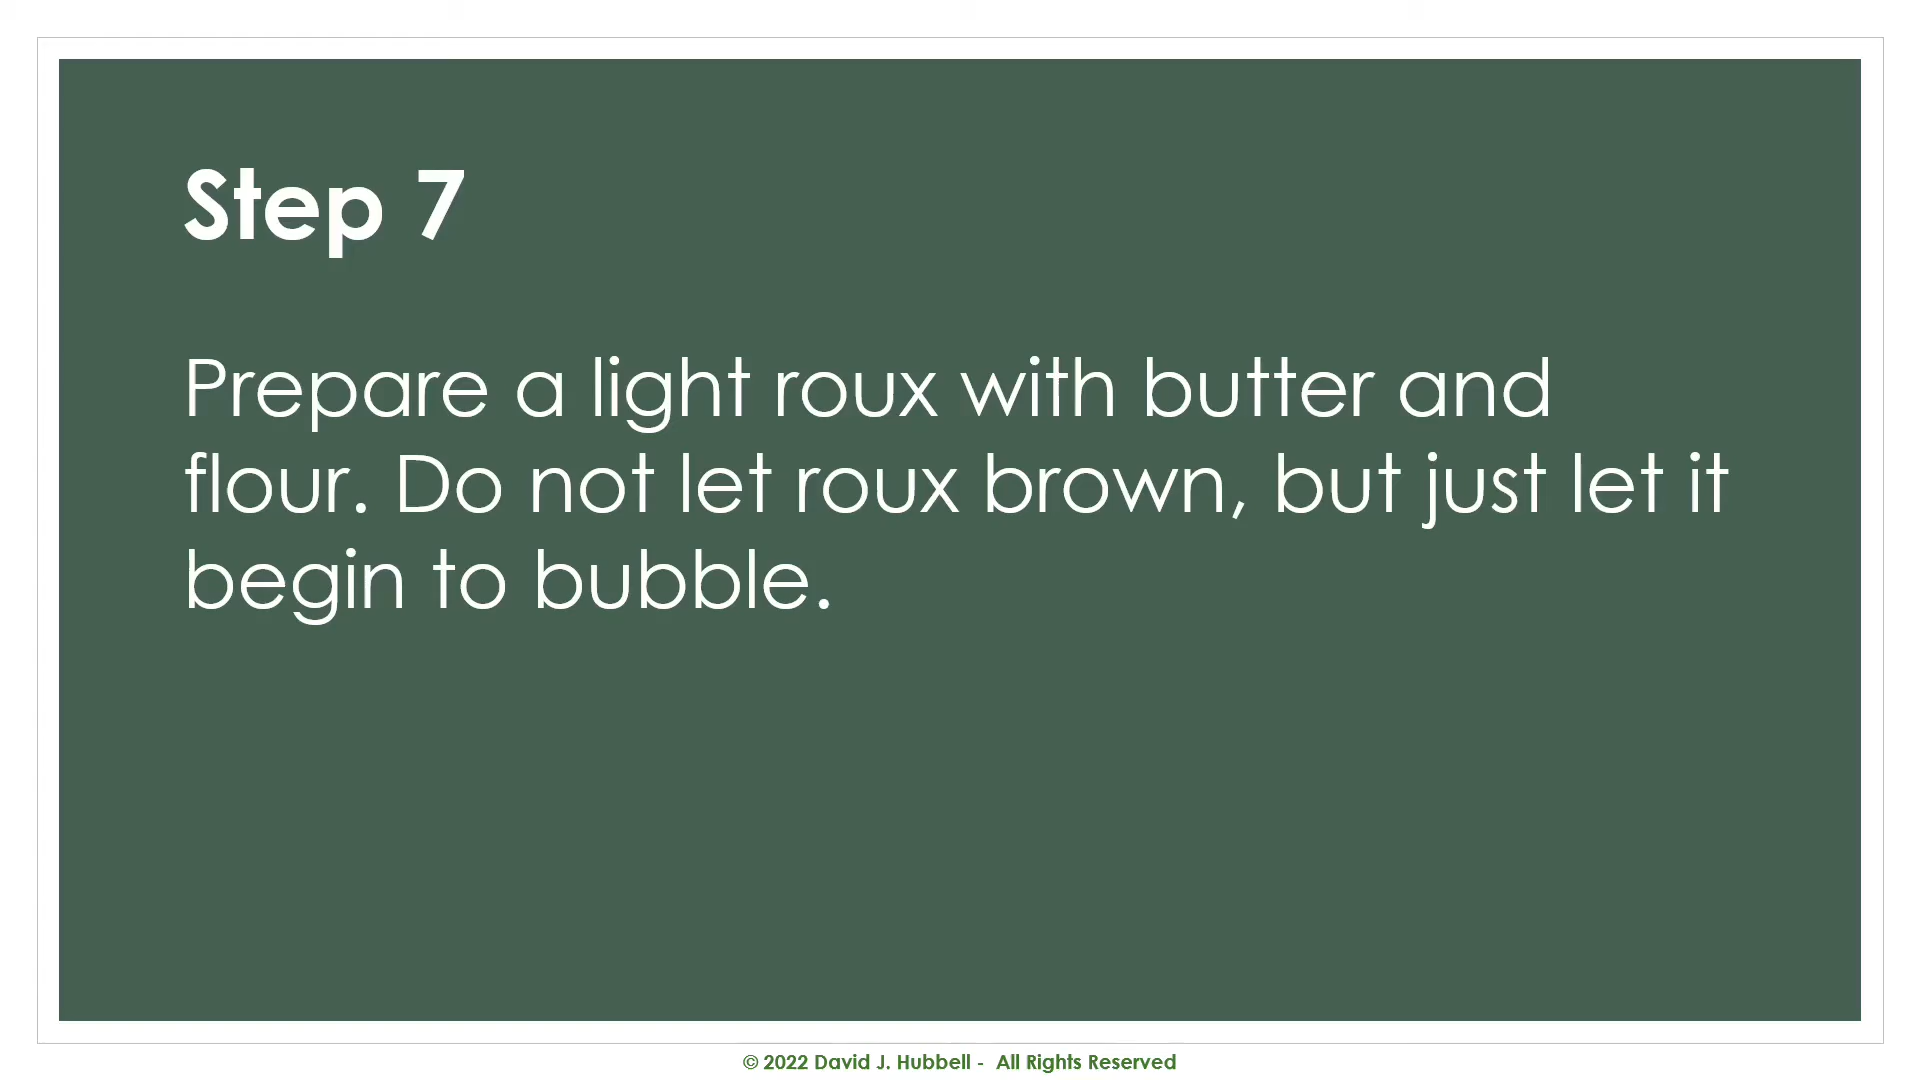 Step 7
Prepare a light roux with butter and
flour. Do not let roux brown, but just let it
begin to bubble.
© 2022 David J. Hubbell -  All Rights Reserved